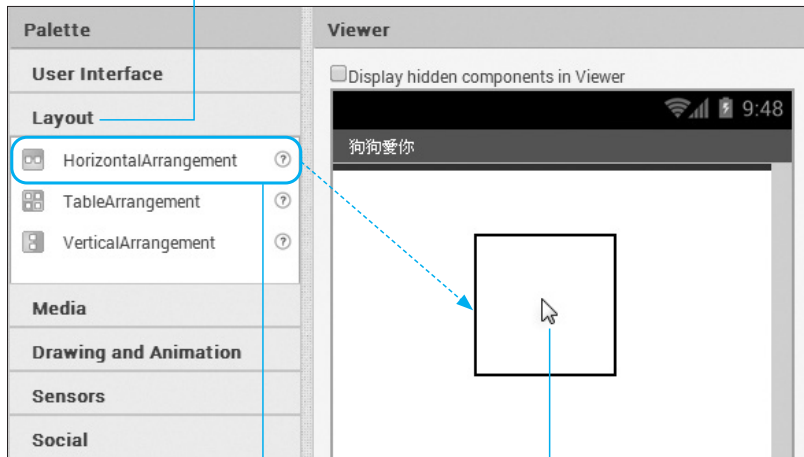 Palette
User Interface
Layout
HorizontalArrangement ?
TableArrangement ?
VerticalArrangement ?
Media
Drawing and Animation
Sensors
Social
Viewer
Display hidden components in Viewer
9:48
狗狗愛你